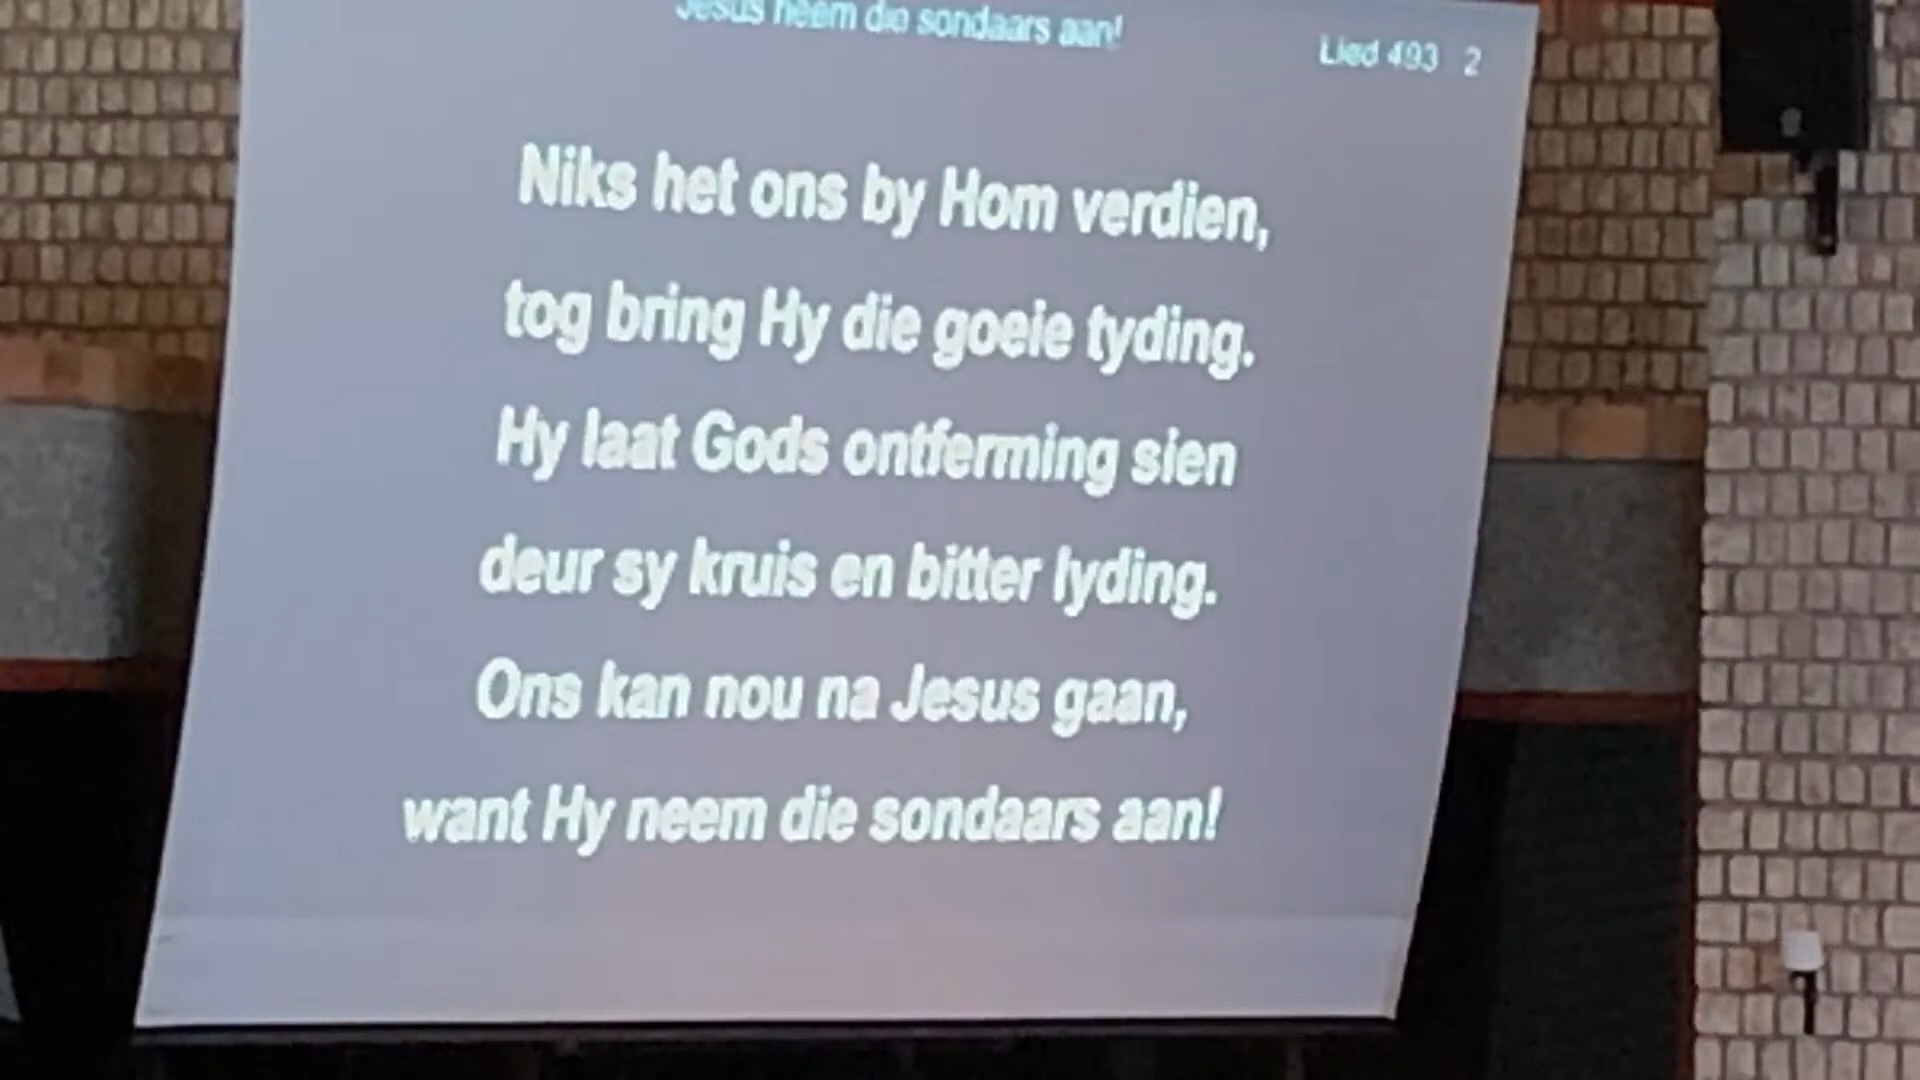 Jesus neem die sondaars aan!
Lied 493 2
Niks het ons by Hom verdien,
tog bring Hy die goeie tyding.
Hy laat Gods ontferming sien
deur sy kruis en bitter lyding.
Ons kan nou na Jesus gaan,
want Hy neem die sondaars aan!